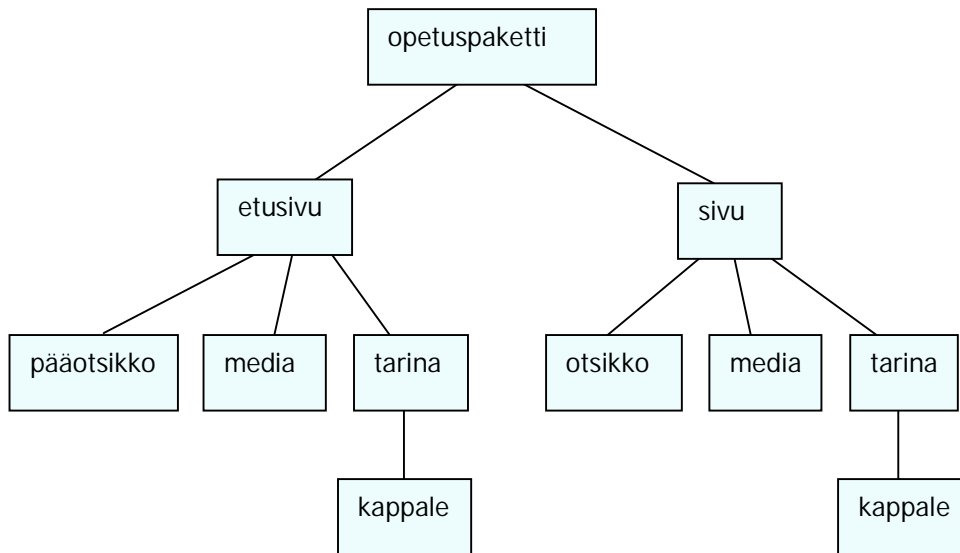 opetuspaketti
etusivu
sivu
pääotsikko
media
tarina
otsikko
media
tarina
kappale
kappale